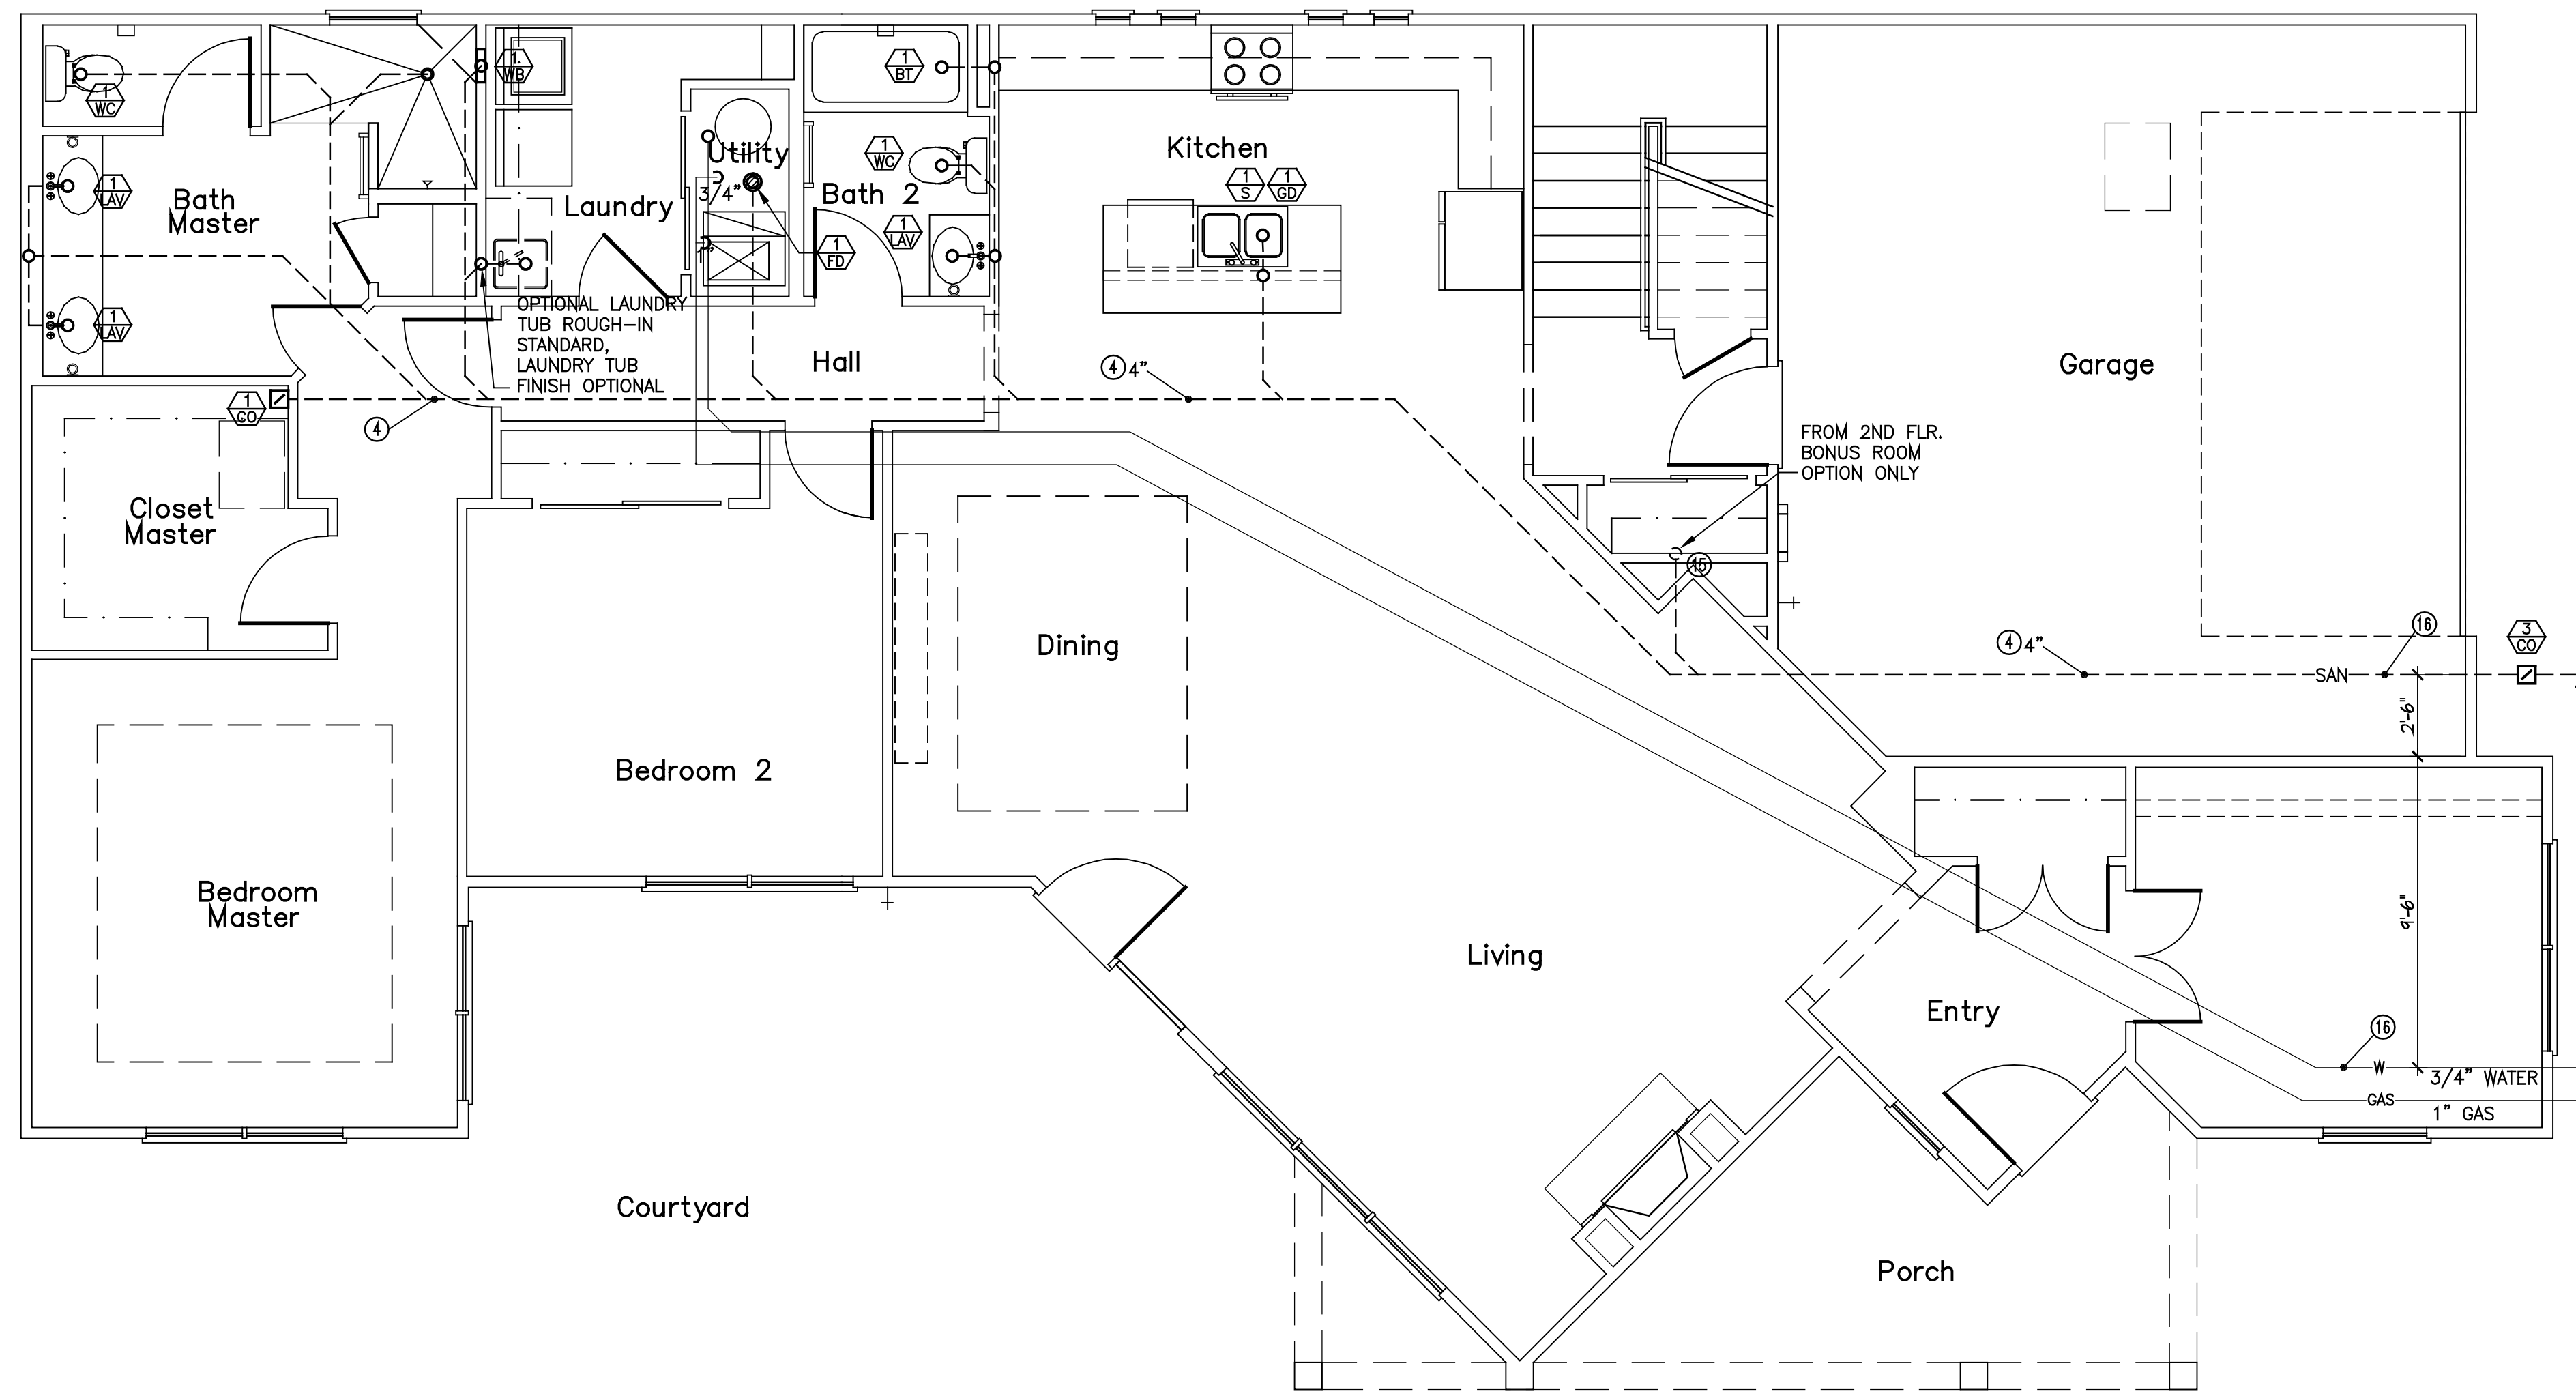 1
WC
1
LAV
Bath
Master
1
LAV
1
WB
Laundry
Utility
3/4"
1
FD
OPTIONAL LAUNDRY
TUB ROUGH-IN
STANDARD,
LAUNDRY TUB
FINISH OPTIONAL
1
BT
1
WC
Bath 2
1
LAV
Hall
Kitchen
1
S
1
GD
4 4"
Garage
FROM 2ND FLR.
BONUS ROOM
OPTION ONLY
15
1
CO
4
Closet
Master
Dining
Bedroom 2
Bedroom
Master
4 4"
SAN
16
3
CO
2'-6"
9'-6"
Living
Entry
16
W
3/4" WATER
GAS
1" GAS
Courtyard
Porch